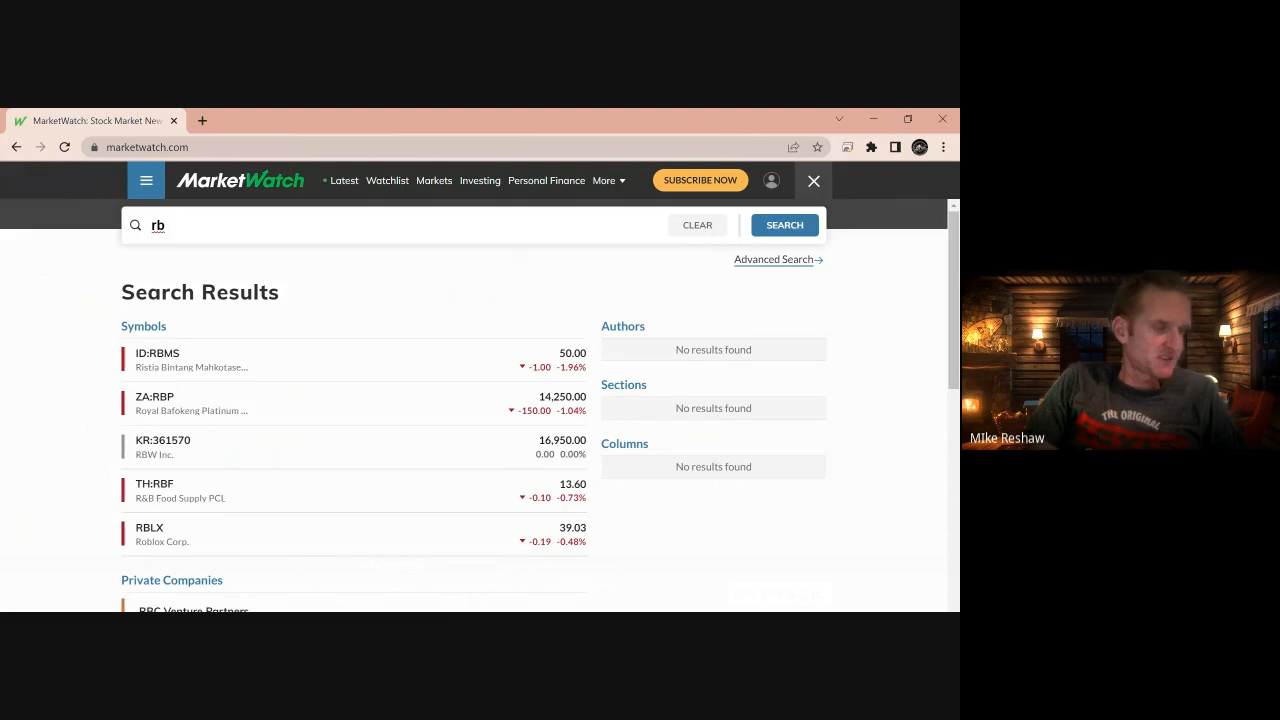 MarketWatch: Stock Market New
marketwatch.com
MarketWatch
Latest Watchlist Markets Investing Personal Finance More
SUBSCRIBE NOW
rb
CLEAR
SEARCH
Advanced Search
Search Results
Symbols
ID:RBMS 50.00
Ristia Bintang Mahkotase... -1.00 -1.96%
ZA:RBP 14,250.00
Royal Bafokeng Platinum ... -150.00 -1.04%
KR:361570 16,950.00
RBW Inc. 0.00 0.00%
TH:RBF 13.60
R&B Food Supply PCL -0.10 -0.73%
RBLX 39.03
Roblox Corp. -0.19 -0.48%
Private Companies
RBC Venture Partners
Authors
No results found
Sections
No results found
Columns
No results found
THE ORIGINAL
MIke Reshaw